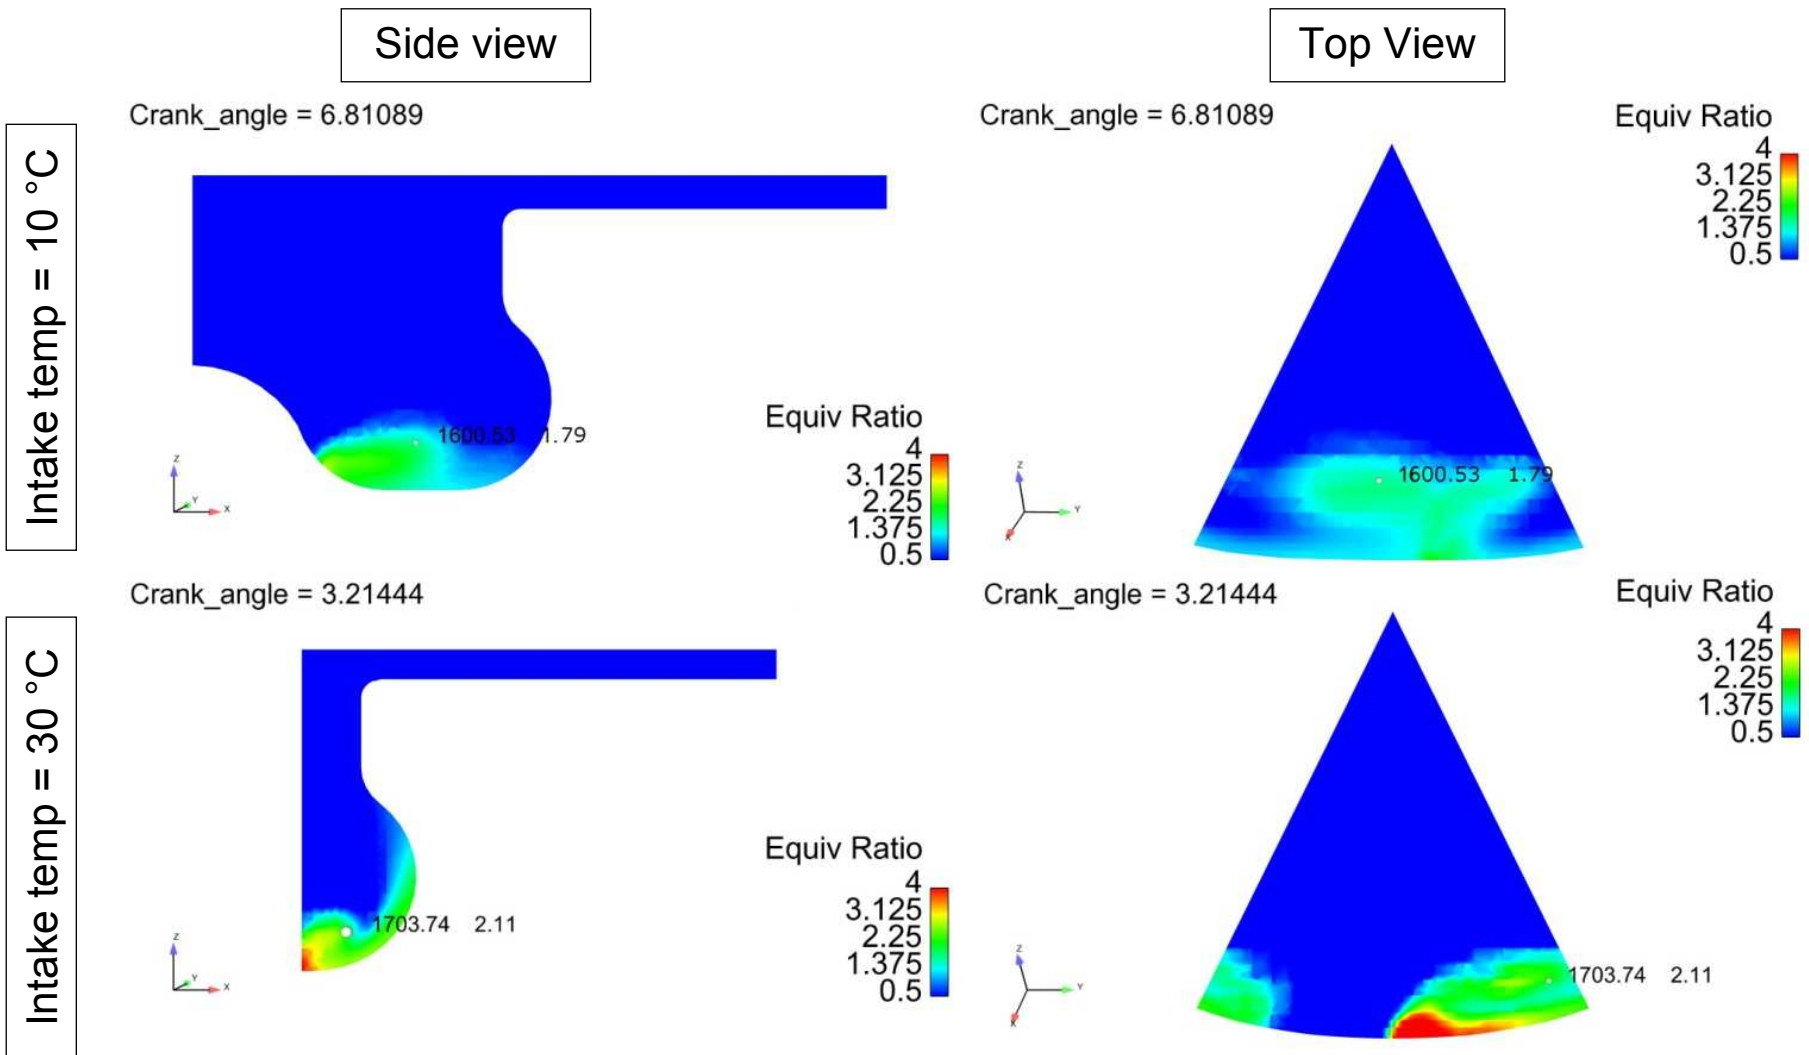 Side view
Top View
Intake temp = 10 °C
Crank_angle = 6.81089
1600.53 1.79
Equiv Ratio
4
3.125
2.25
1.375
0.5
z
Y
X
Crank_angle = 6.81089
Equiv Ratio
4
3.125
2.25
1.375
0.5
1600.53 1.79
z
Y
X
Intake temp = 30 °C
Crank_angle = 3.21444
1703.74 2.11
Equiv Ratio
4
3.125
2.25
1.375
0.5
z
Y
X
Crank_angle = 3.21444
Equiv Ratio
4
3.125
2.25
1.375
0.5
1703.74 2.11
z
Y
X